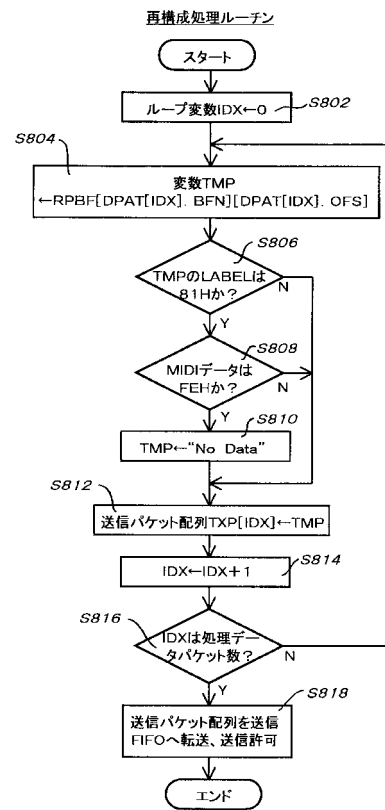 再構成処理ルーチン
スタート
ループ変数IDX←0
S802
S804
変数TMP
←RPBF[DPAT[IDX]. BFN][DPAT[IDX]. OFS]
S806
TMPのLABELは
81Hか？
N
Y
S808
MIDIデータは
FEHか？
N
Y
S810
TMP←“No Data”
S812
送信パケット配列TXP[IDX]←TMP
S814
IDX←IDX＋1
S816
IDXは処理デー
タパケット数？
N
Y
S818
送信パケット配列を送信
FIFOへ転送、送信許可
エンド